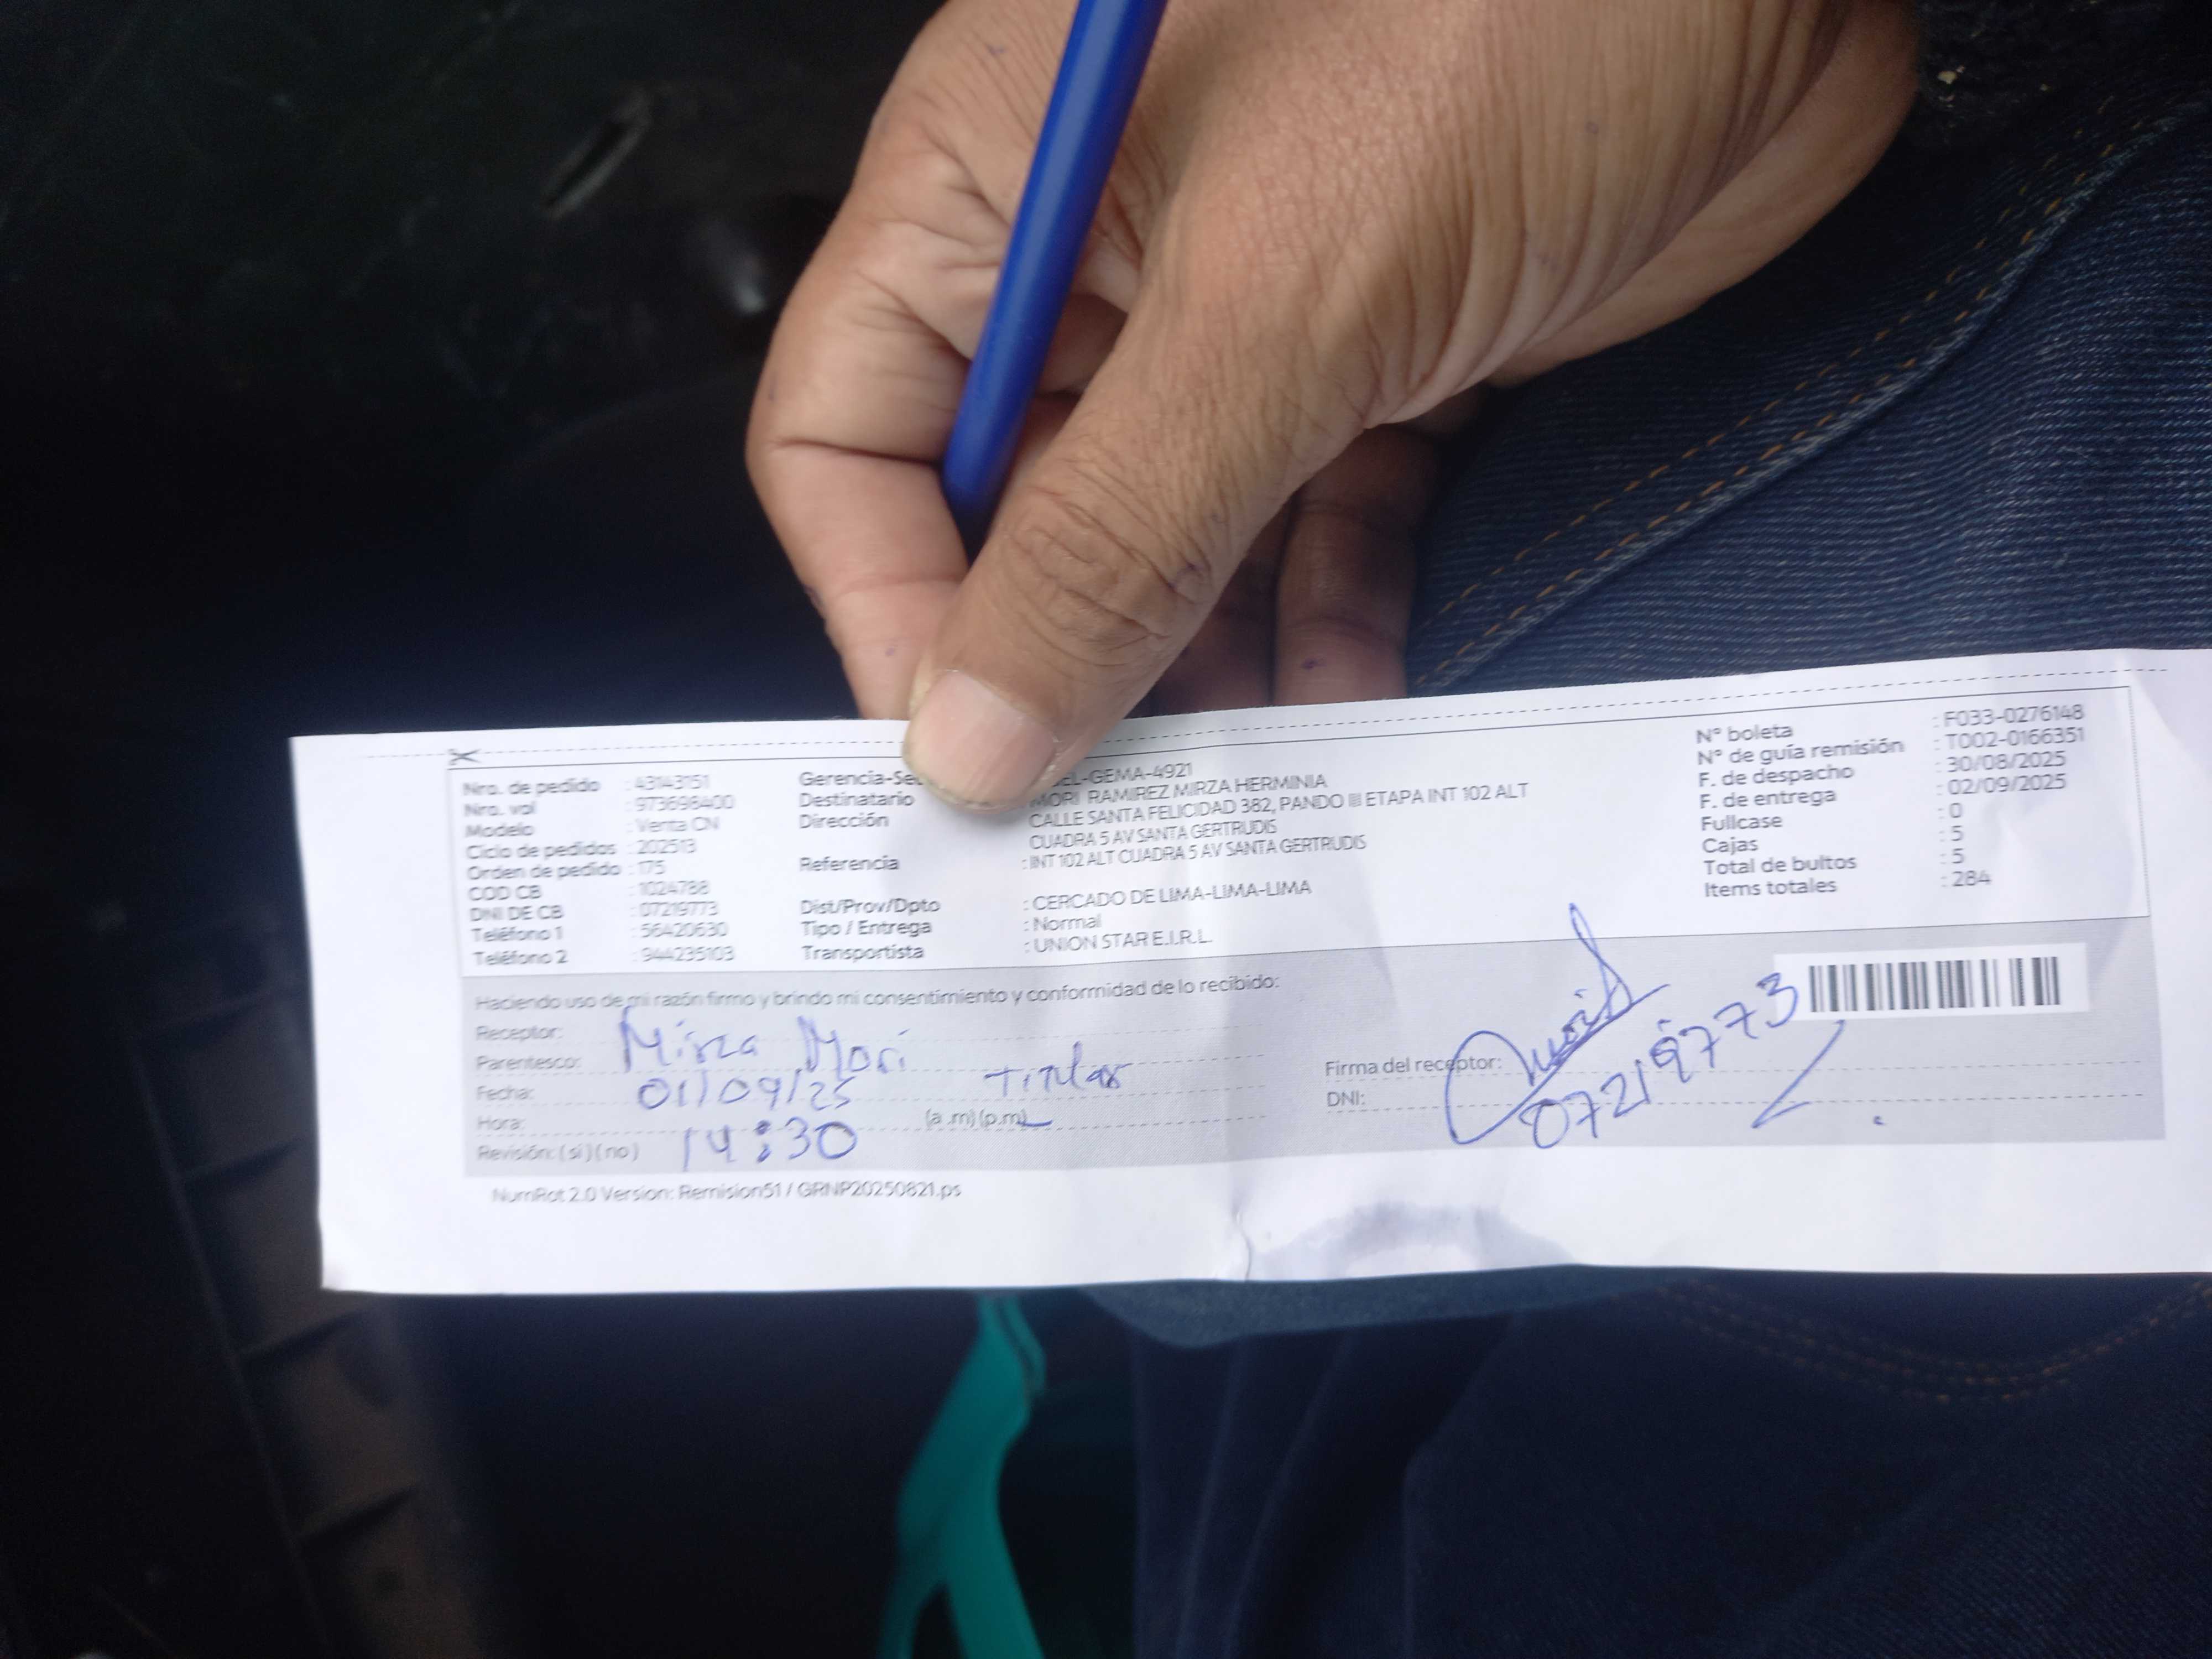 Nro. de pedido : 43143151
Nro. val : 973698400
Modelo : Venta CN
Ciclo de pedidos : 202513
Orden de pedido : 175
COD CB : 1024788
DNI DE CB : 07219773
Teléfono 1 : 56420630
Teléfono 2 : 944235103
Gerencia-Sec EL-GEMA-4921
Destinatario MORI RAMIREZ MIRZA HERMINIA
Dirección CALLE SANTA FELICIDAD 382, PANDO III ETAPA INT 102 ALT
CUADRA 5 AV SANTA GERTRUDIS
Referencia : INT 102 ALT CUADRA 5 AV SANTA GERTRUDIS
Dist/Prov/Dpto : CERCADO DE LIMA-LIMA-LIMA
Tipo / Entrega : Normal
Transportista : UNION STAR E.I.R.L.
N° boleta : F033-0276148
N° de guía remisión : T002-0166351
F. de despacho : 30/08/2025
F. de entrega : 02/09/2025
Fullcase : 0
Cajas : 5
Total de bultos : 5
Items totales : 284
Haciendo uso de mi razón firmo y brindo mi consentimiento y conformidad de lo recibido:
Receptor: Mirza Mori
Parentesco: Titular
Fecha: 01/09/25
Hora: 14:30 (a .m) (p.m)
Revisión: ( si ) ( no )
Firma del receptor:
DNI: 07219773
NumRot 2.0 Version: Remision51 / GRNP20250821.ps